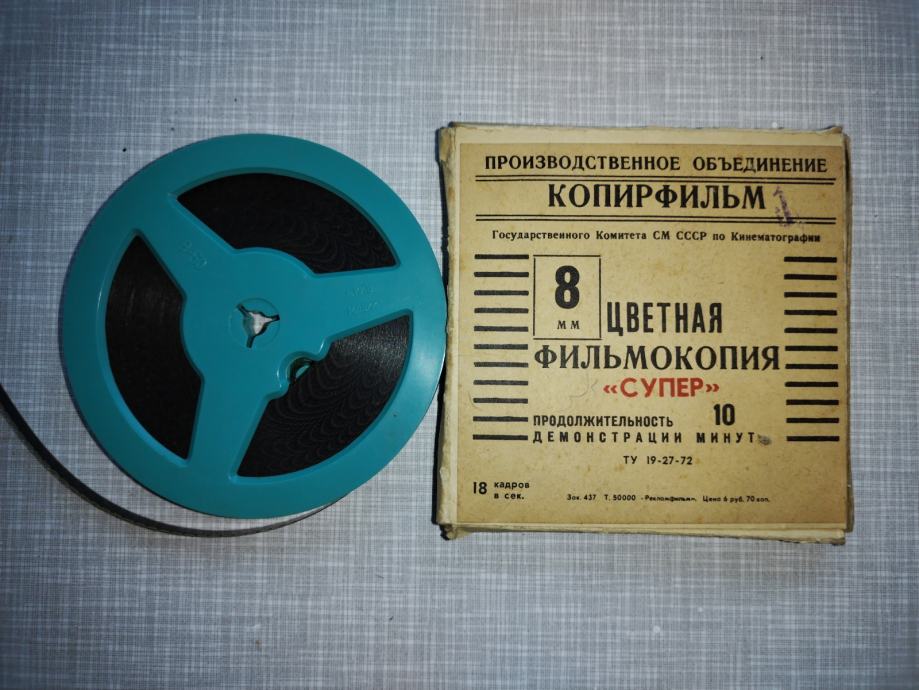 ПРОИЗВОДСТВЕННОЕ ОБЪЕДИНЕНИЕ
КОПИРФИЛЬМ
Государственного Комитета СМ СССР по Кинематографии
8
мм
ЦВЕТНАЯ
ФИЛЬМОКОПИЯ
«СУПЕР»
ПРОДОЛЖИТЕЛЬНОСТЬ 10
ДЕМОНСТРАЦИИ МИНУТ
ТУ 19-27-72
18 кадров
в сек.
Зак. 437 Т. 50000 «Рекламфильм». Цена 6 руб. 70 коп.